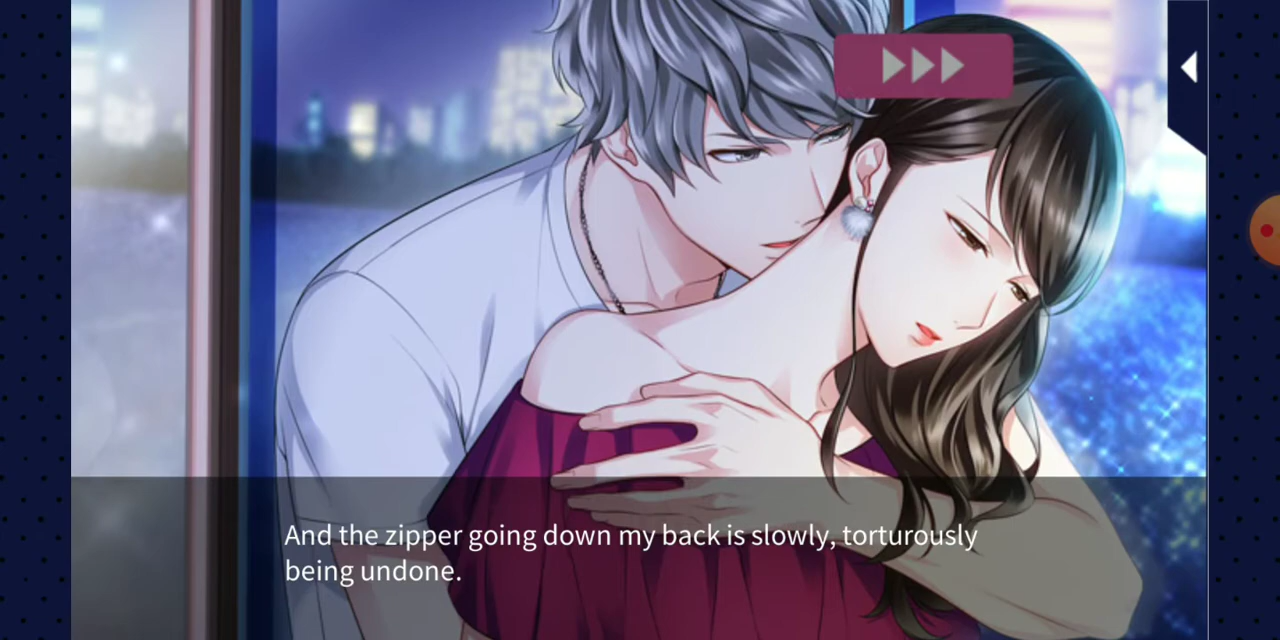 And the zipper going down my back is slowly, torturously
being undone.